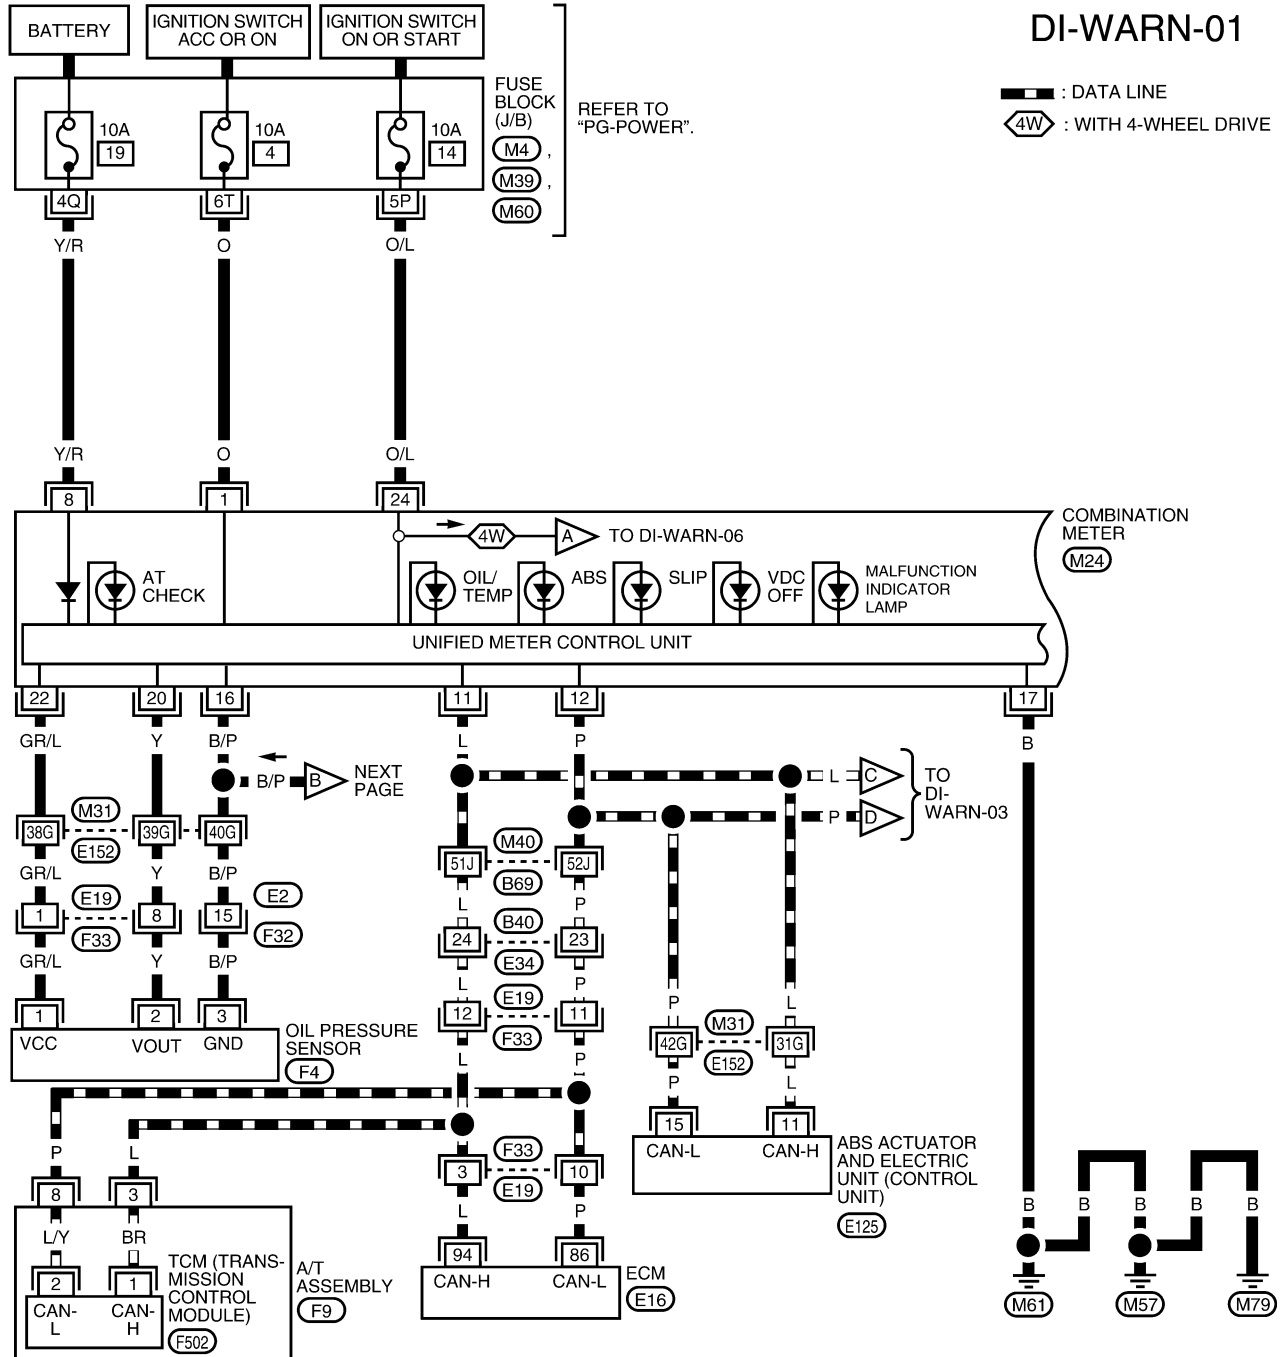 DI-WARN-01
BATTERY
IGNITION SWITCH
ACC OR ON
IGNITION SWITCH
ON OR START
: DATA LINE
4W : WITH 4-WHEEL DRIVE
FUSE
BLOCK
(J/B)
M4 ,
M39 ,
M60
REFER TO
“PG-POWER”.
10A
19
10A
4
10A
14
4Q 6T 5P
Y/R O O/L
Y/R O O/L
8 1 24
4W A TO DI-WARN-06
COMBINATION
METER
M24
AT
CHECK
OIL/
TEMP
ABS
SLIP
VDC
OFF
MALFUNCTION
INDICATOR
LAMP
UNIFIED METER CONTROL UNIT
22 20 16 11 12 17
GR/L Y B/P L P B
B/P B NEXT
PAGE
L C
P D
TO
DI-
WARN-03
M31
38G 39G 40G
E152
GR/L Y B/P
E19
1 8 15
F33
E2
F32
GR/L Y B/P
1 2 3
VCC VOUT GND
OIL PRESSURE
SENSOR
F4
M40
51J 52J
B69
L P
B40
24 23
E34
L P
E19
12 11
F33
L P
P L
M31
42G 31G
E152
P L
15 11
CAN-L CAN-H
ABS ACTUATOR
AND ELECTRIC
UNIT (CONTROL
UNIT)
E125
P L
8 3
L/Y BR
2 1
CAN-
L
CAN-
H
TCM (TRANS-
MISSION
CONTROL
MODULE)
F502
A/T
ASSEMBLY
F9
F33
3 10
E19
L P
94 86
CAN-H CAN-L
ECM
E16
B B B B B
M61 M57 M79